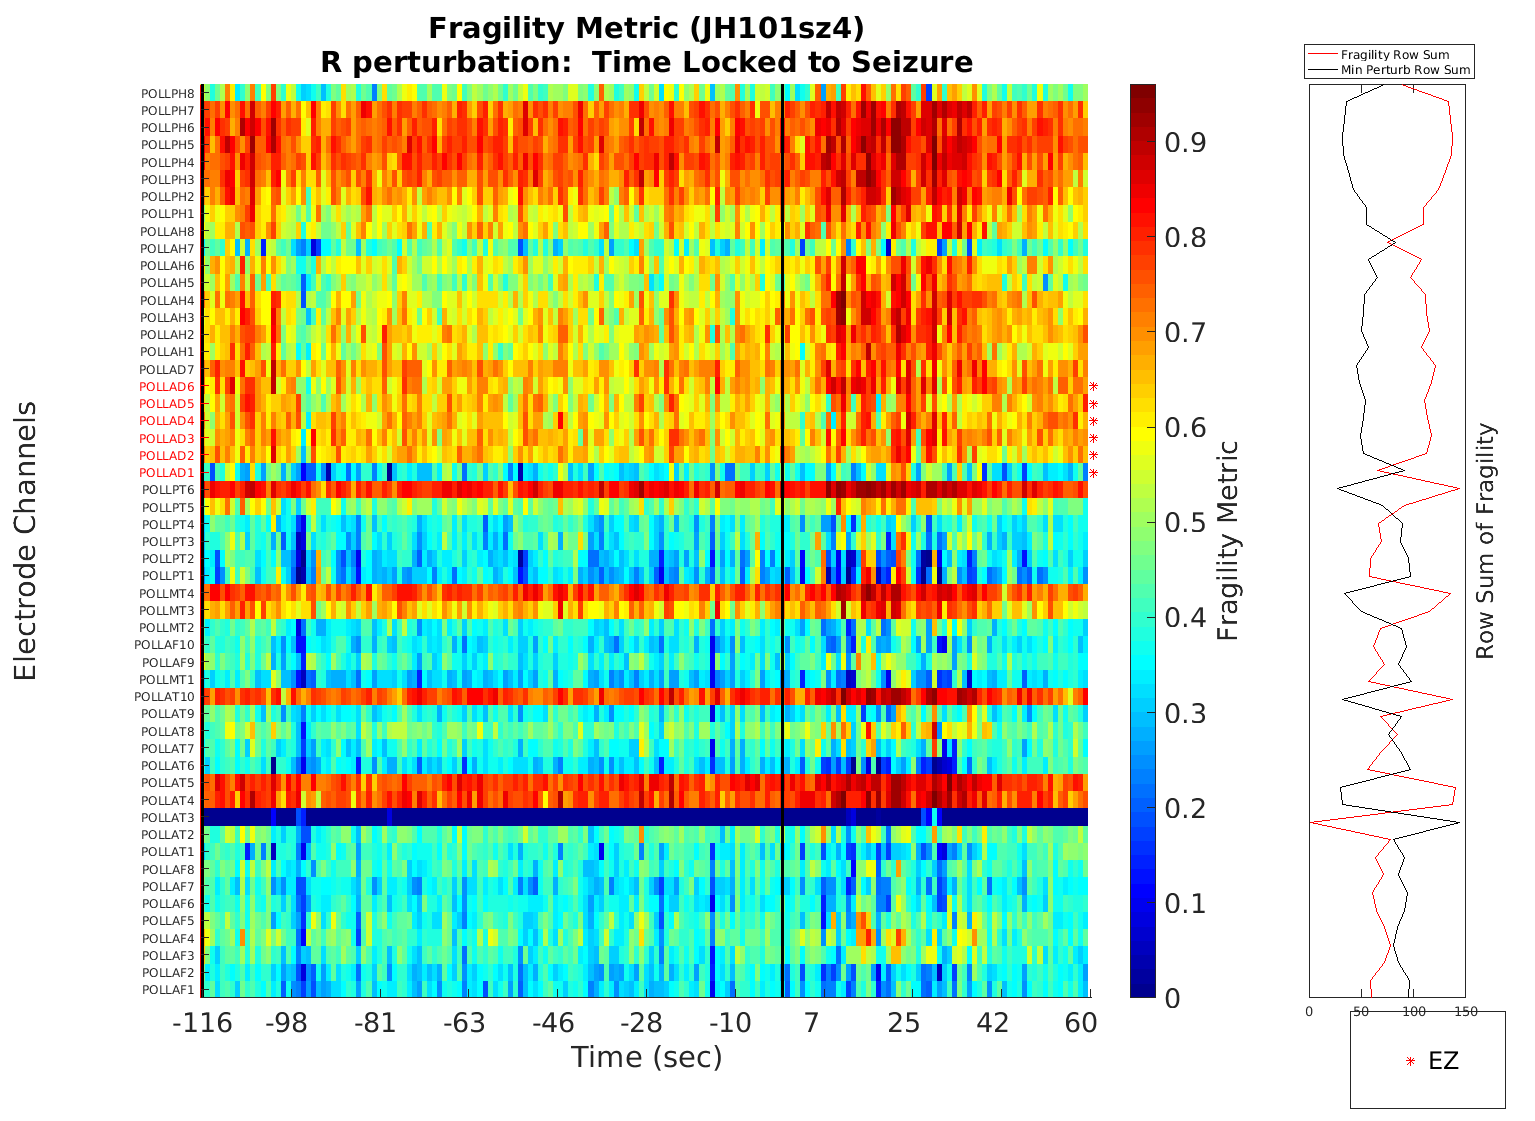 Fragility Metric (JH101sz4)
R perturbation:  Time Locked to Seizure
Electrode Channels
POLLPH8
POLLPH7
POLLPH6
POLLPH5
POLLPH4
POLLPH3
POLLPH2
POLLPH1
POLLAH8
POLLAH7
POLLAH6
POLLAH5
POLLAH4
POLLAH3
POLLAH2
POLLAH1
POLLAD7
POLLAD6
POLLAD5
POLLAD4
POLLAD3
POLLAD2
POLLAD1
POLLPT6
POLLPT5
POLLPT4
POLLPT3
POLLPT2
POLLPT1
POLLMT4
POLLMT3
POLLMT2
POLLAF10
POLLAF9
POLLMT1
POLLAT10
POLLAT9
POLLAT8
POLLAT7
POLLAT6
POLLAT5
POLLAT4
POLLAT3
POLLAT2
POLLAT1
POLLAF8
POLLAF7
POLLAF6
POLLAF5
POLLAF4
POLLAF3
POLLAF2
POLLAF1
-116 -98 -81 -63 -46 -28 -10 7 25 42 60
Time (sec)
0.9
0.8
0.7
0.6
0.5
0.4
0.3
0.2
0.1
0
Fragility Metric
Fragility Row Sum
Min Perturb Row Sum
0 50 100 150
Row Sum of Fragility
EZ